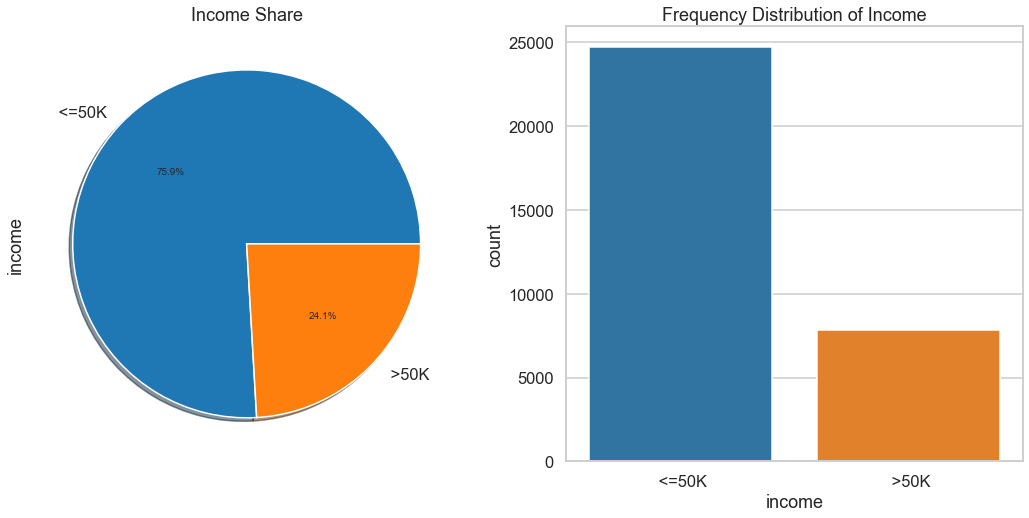 Income Share
<=50K
75.9%
income
24.1%
>50K
Frequency Distribution of Income
25000
20000
15000
count
10000
5000
0
<=50K
>50K
income